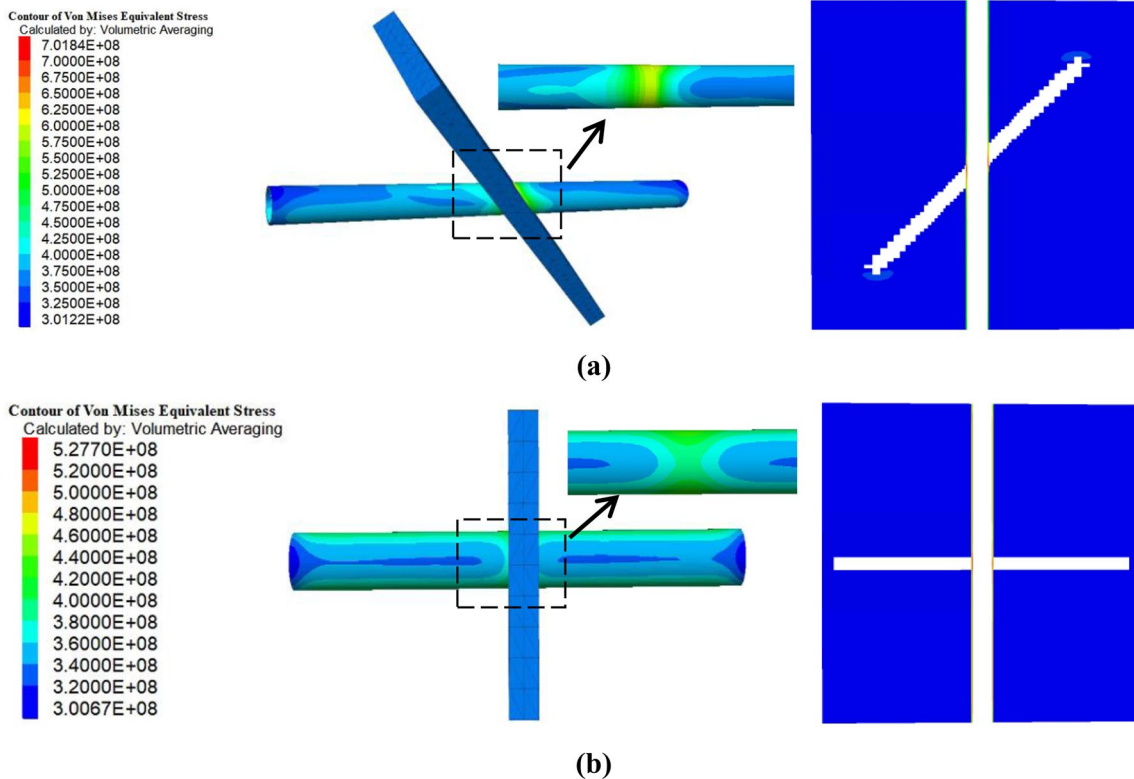 Contour of Von Mises Equivalent Stress
Calculated by: Volumetric Averaging
7.0184E+08
7.0000E+08
6.7500E+08
6.5000E+08
6.2500E+08
6.0000E+08
5.7500E+08
5.5000E+08
5.2500E+08
5.0000E+08
4.7500E+08
4.5000E+08
4.2500E+08
4.0000E+08
3.7500E+08
3.5000E+08
3.2500E+08
3.0122E+08
(a)
Contour of Von Mises Equivalent Stress
Calculated by: Volumetric Averaging
5.2770E+08
5.2000E+08
5.0000E+08
4.8000E+08
4.6000E+08
4.4000E+08
4.2000E+08
4.0000E+08
3.8000E+08
3.6000E+08
3.4000E+08
3.2000E+08
3.0067E+08
(b)